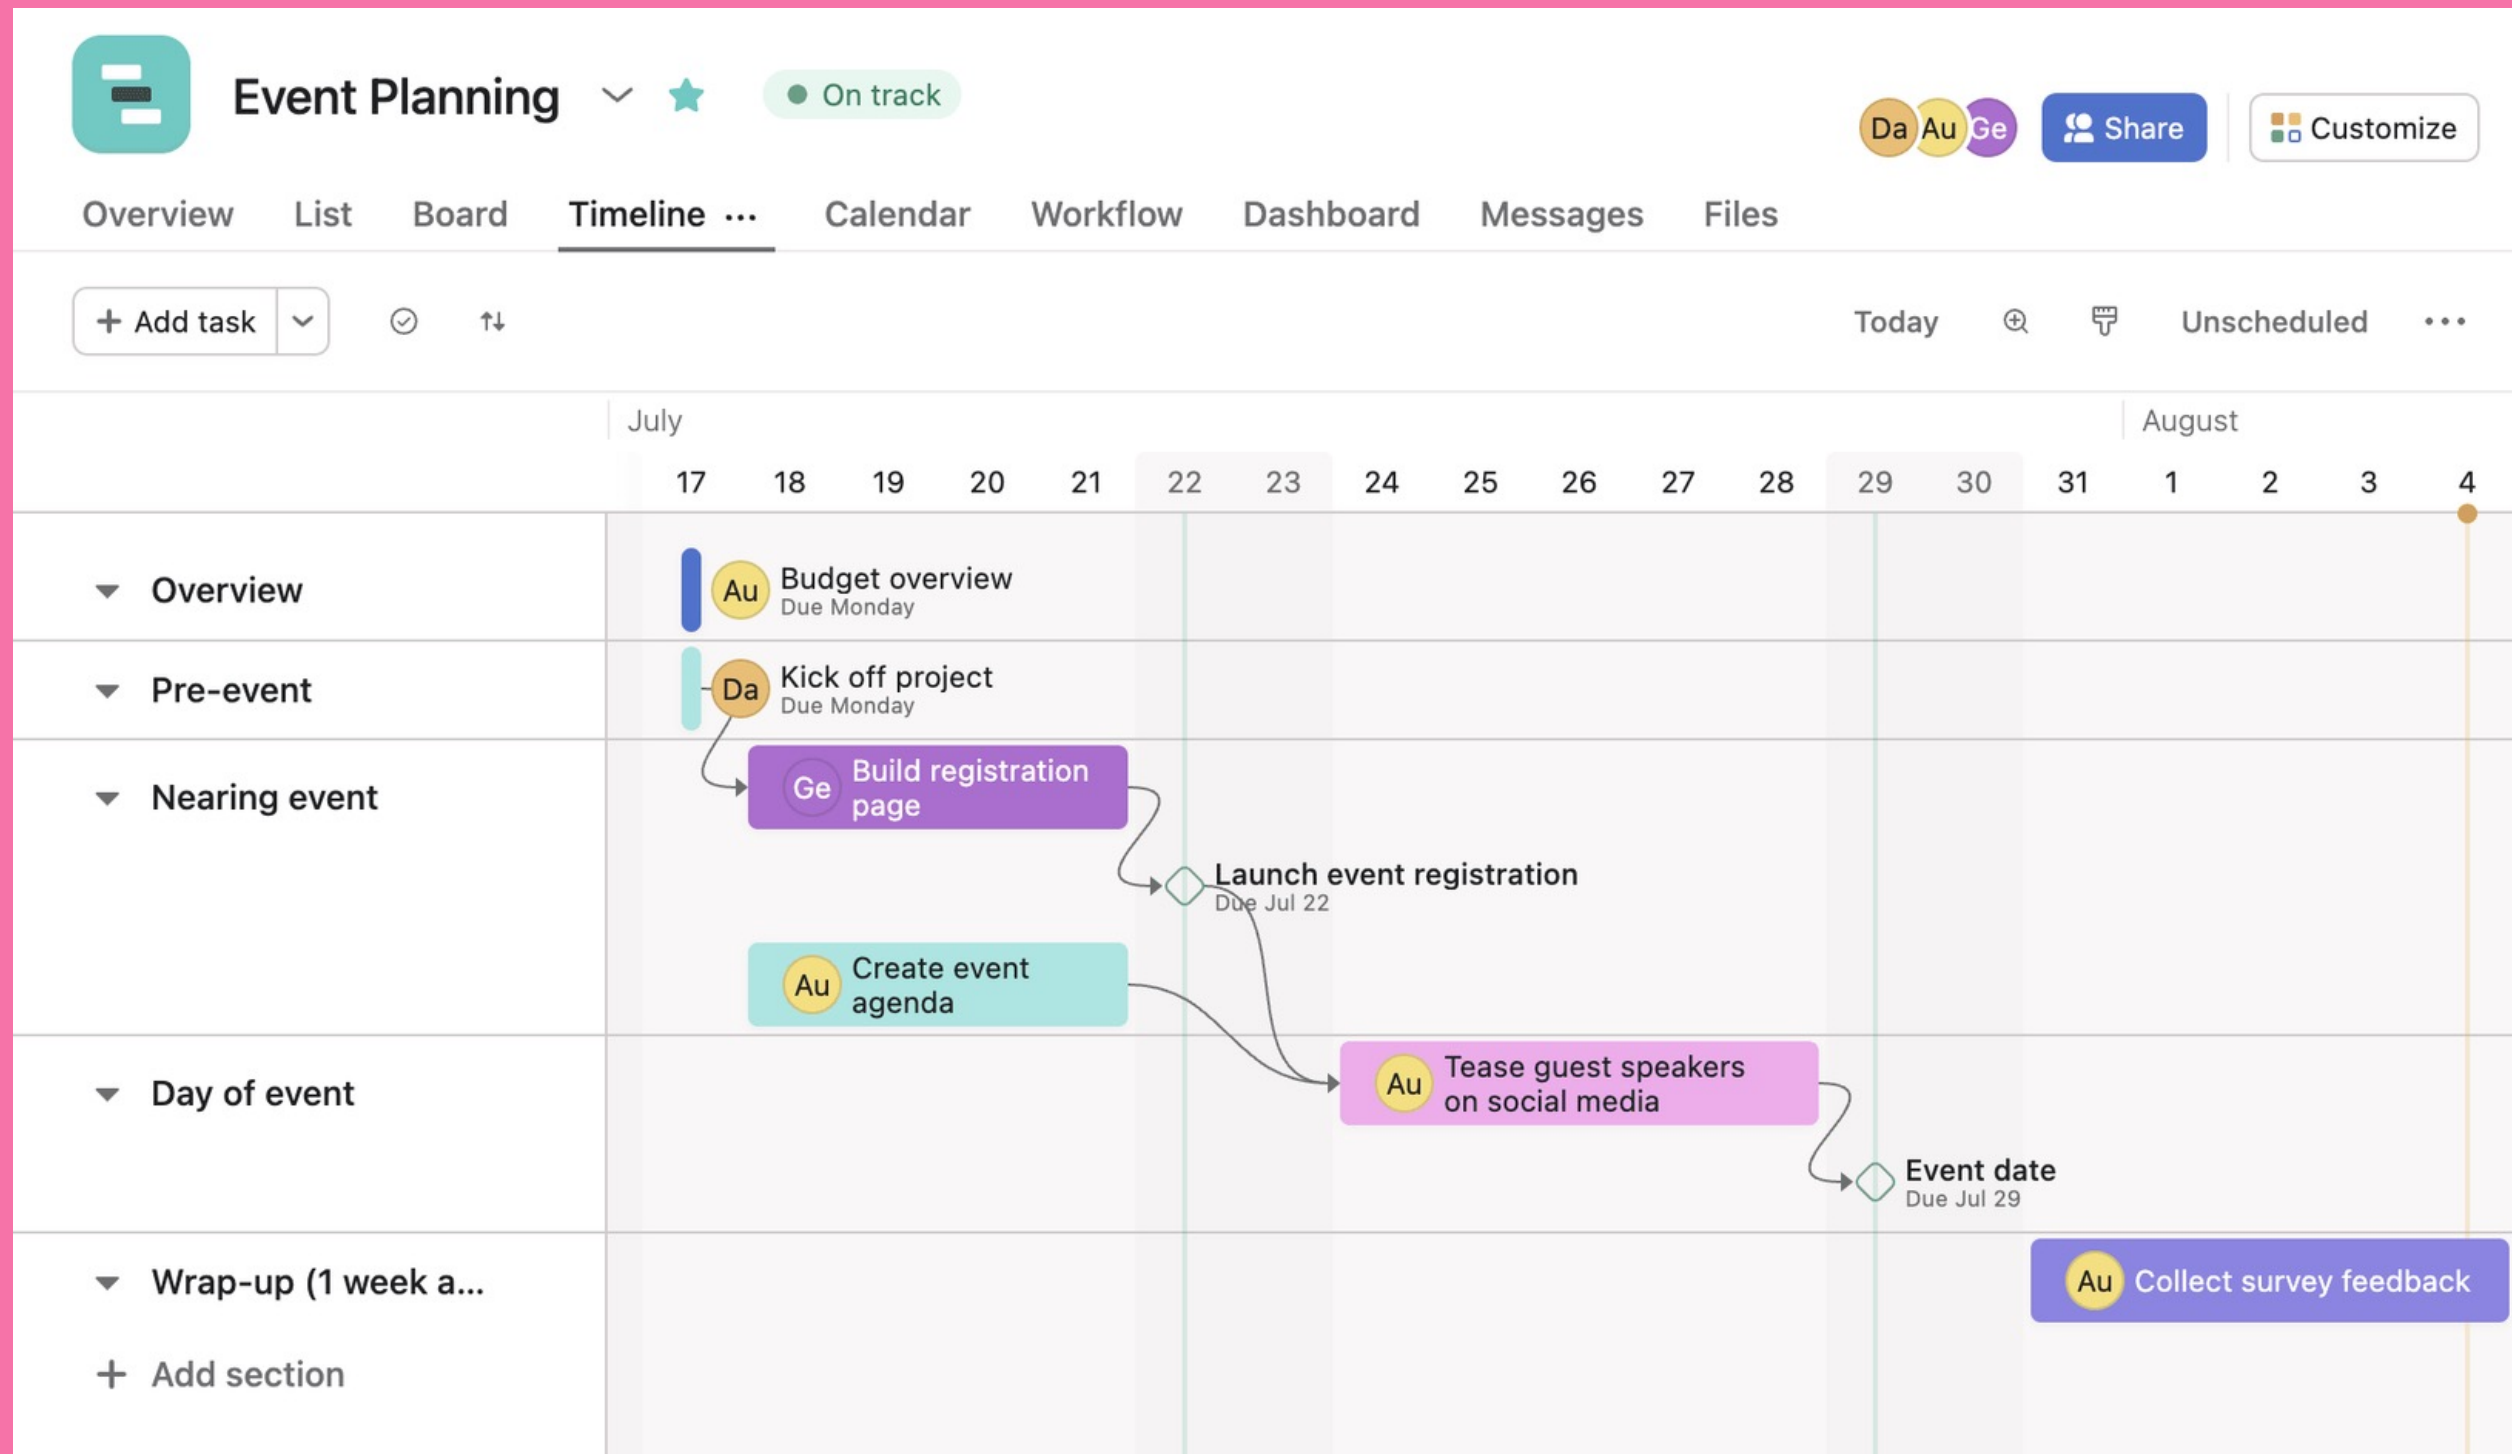 Event Planning
On track
Da Au Ge
Share
Customize
Overview List Board Timeline ... Calendar Workflow Dashboard Messages Files
+ Add task
Today
Unscheduled
July August
17 18 19 20 21 22 23 24 25 26 27 28 29 30 31 1 2 3 4
Overview
Au
Budget overview
Due Monday
Pre-event
Da
Kick off project
Due Monday
Nearing event
Ge
Build registration
page
Launch event registration
Due Jul 22
Au
Create event
agenda
Day of event
Au
Tease guest speakers
on social media
Event date
Due Jul 29
Wrap-up (1 week a...
Au
Collect survey feedback
+ Add section